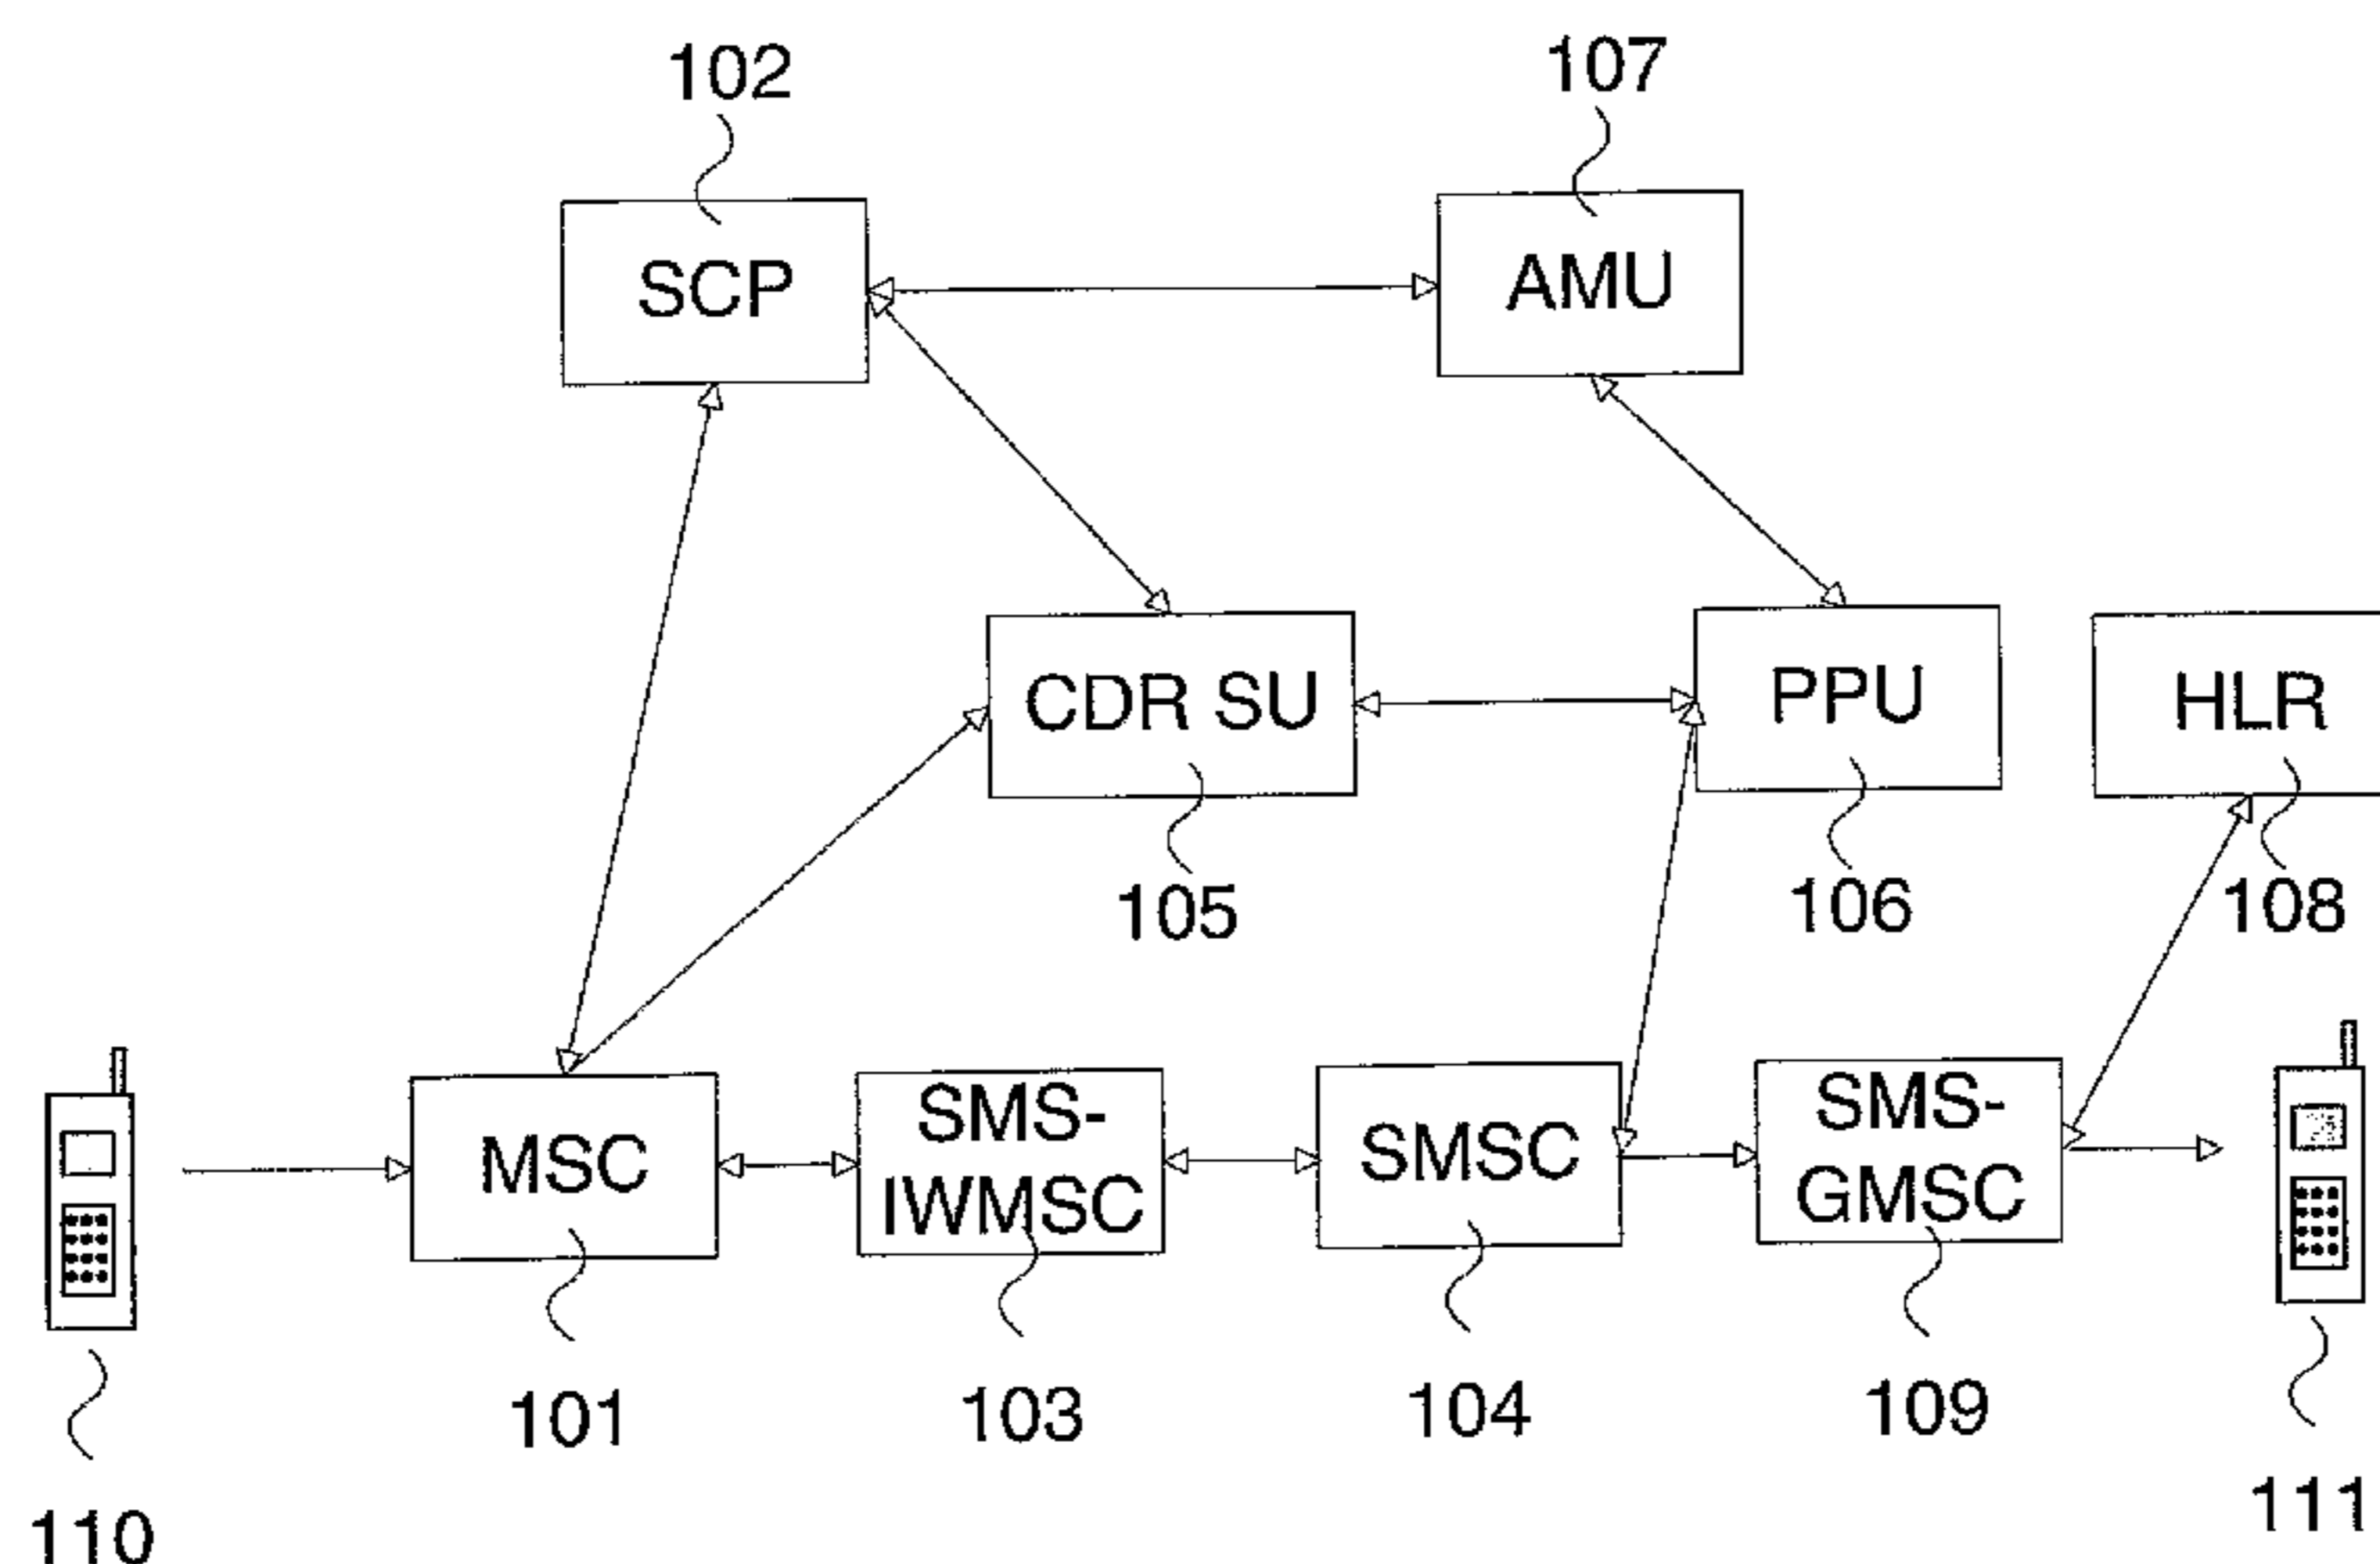 102
107
SCP
AMU
CDR SU
PPU
HLR
105
106
108
MSC
SMS-
IWMSC
SMSC
SMS-
GMSC
101
103
104
109
110
111